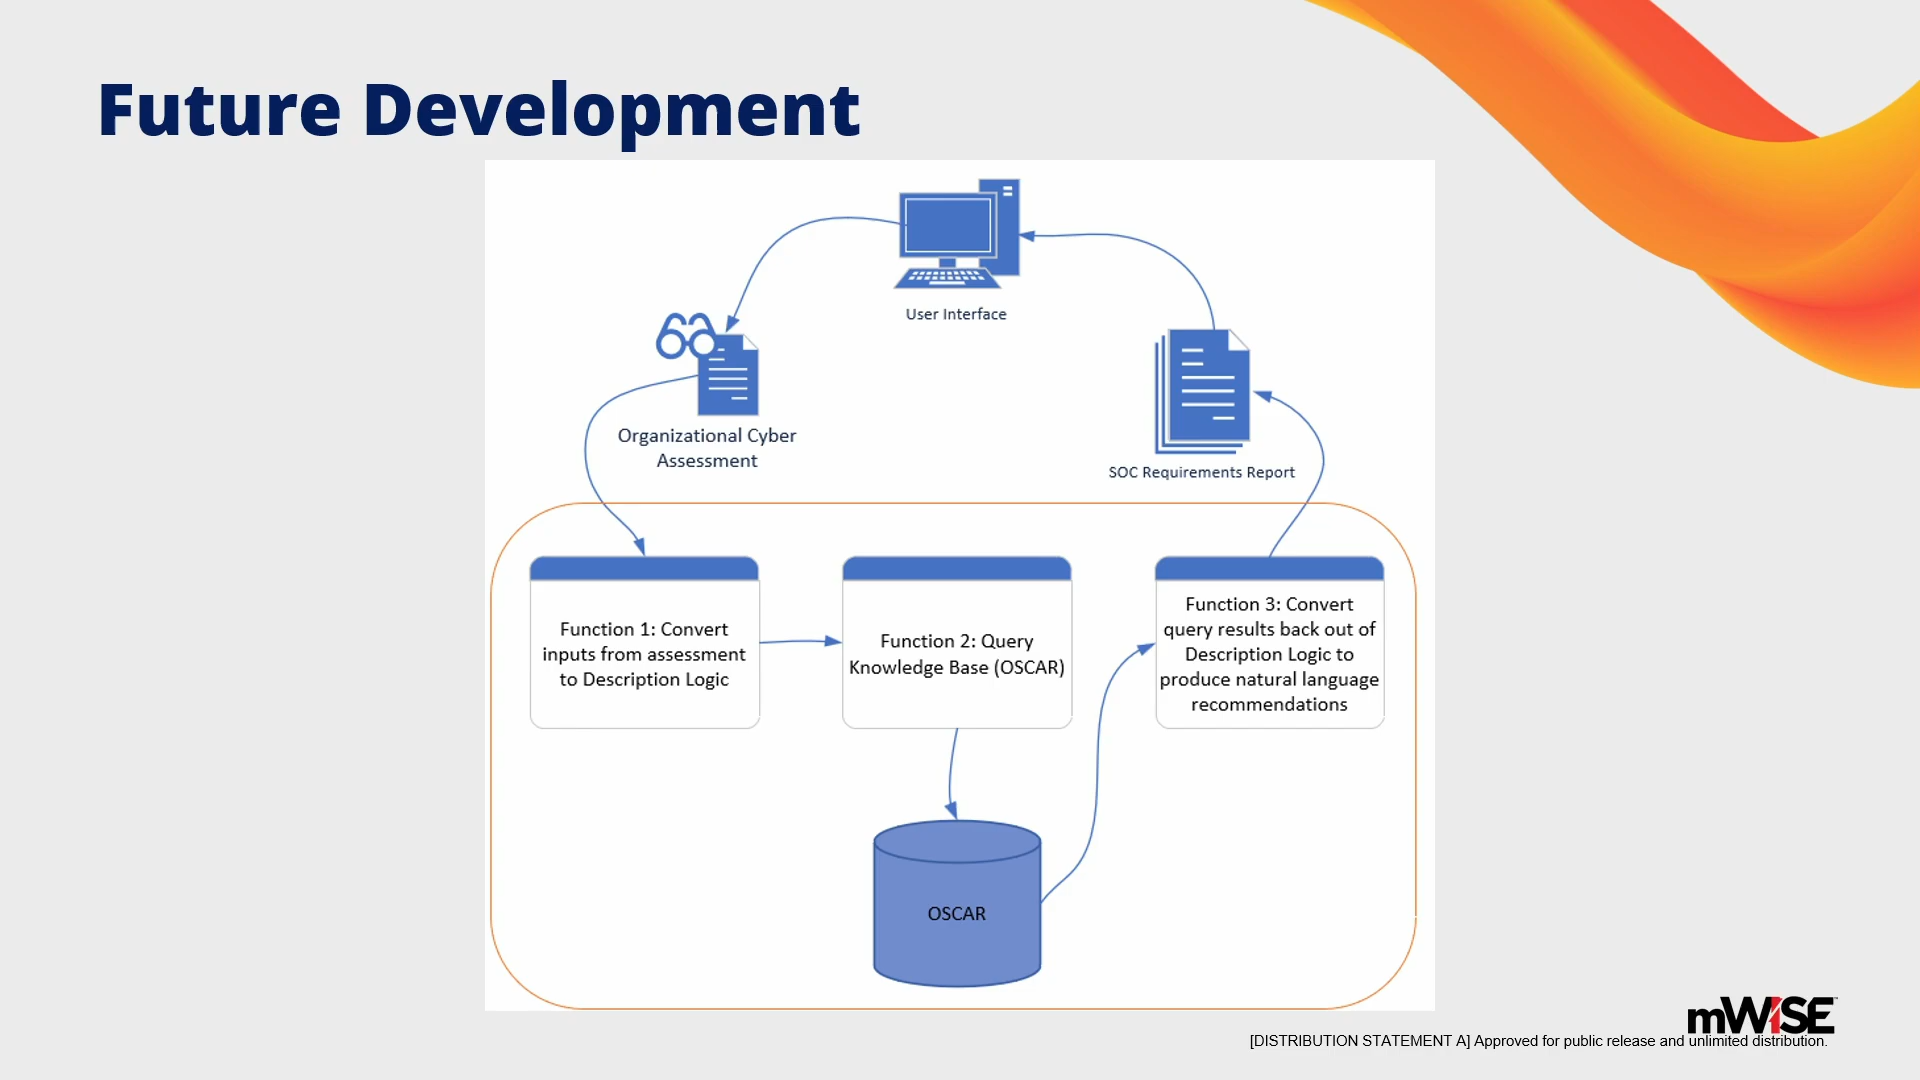 Future Development
User Interface
Organizational Cyber
Assessment
SOC Requirements Report
Function 1: Convert
inputs from assessment
to Description Logic
Function 2: Query
Knowledge Base (OSCAR)
Function 3: Convert
query results back out of
Description Logic to
produce natural language
recommendations
OSCAR
mWISE
[DISTRIBUTION STATEMENT A] Approved for public release and unlimited distribution.